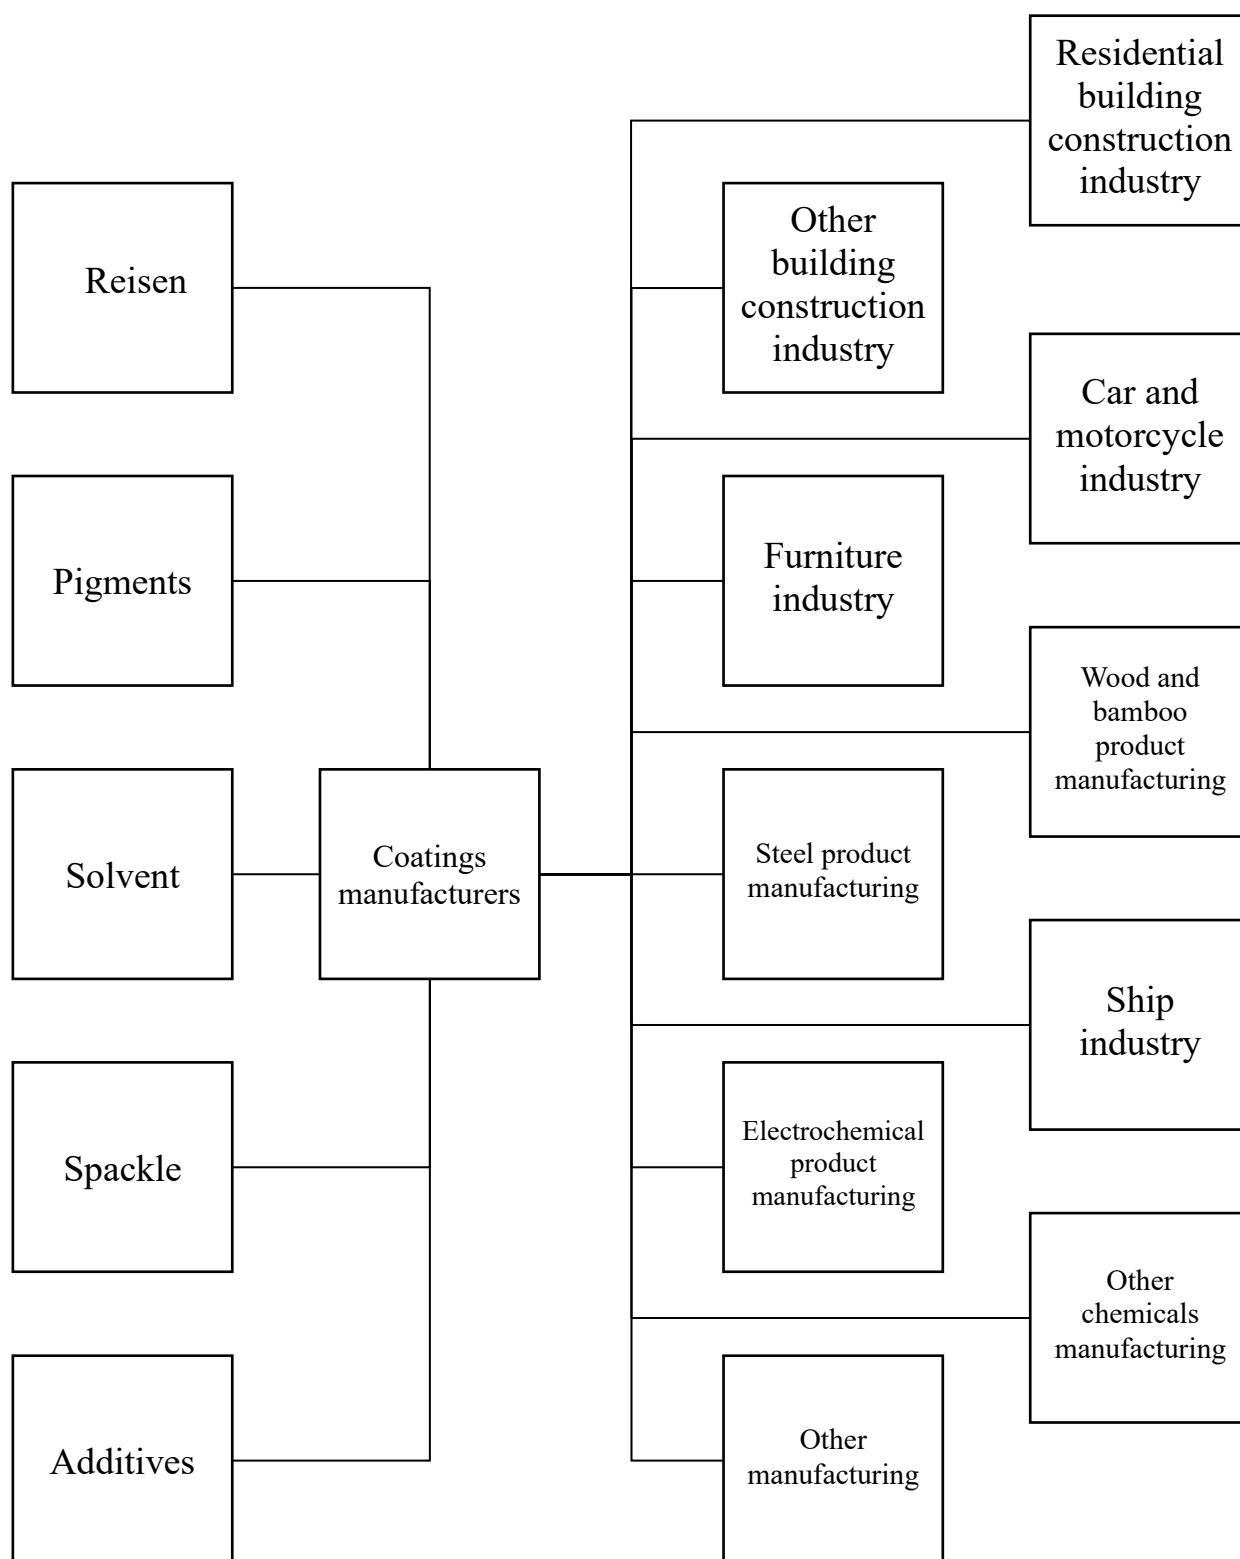 Residential
building
construction
industry
Reisen
Other
building
construction
industry
Car and
motorcycle
industry
Pigments
Furniture
industry
Wood and
bamboo
product
manufacturing
Solvent
Coatings
manufacturers
Steel product
manufacturing
Ship
industry
Spackle
Electrochemical
product
manufacturing
Other
chemicals
manufacturing
Additives
Other
manufacturing